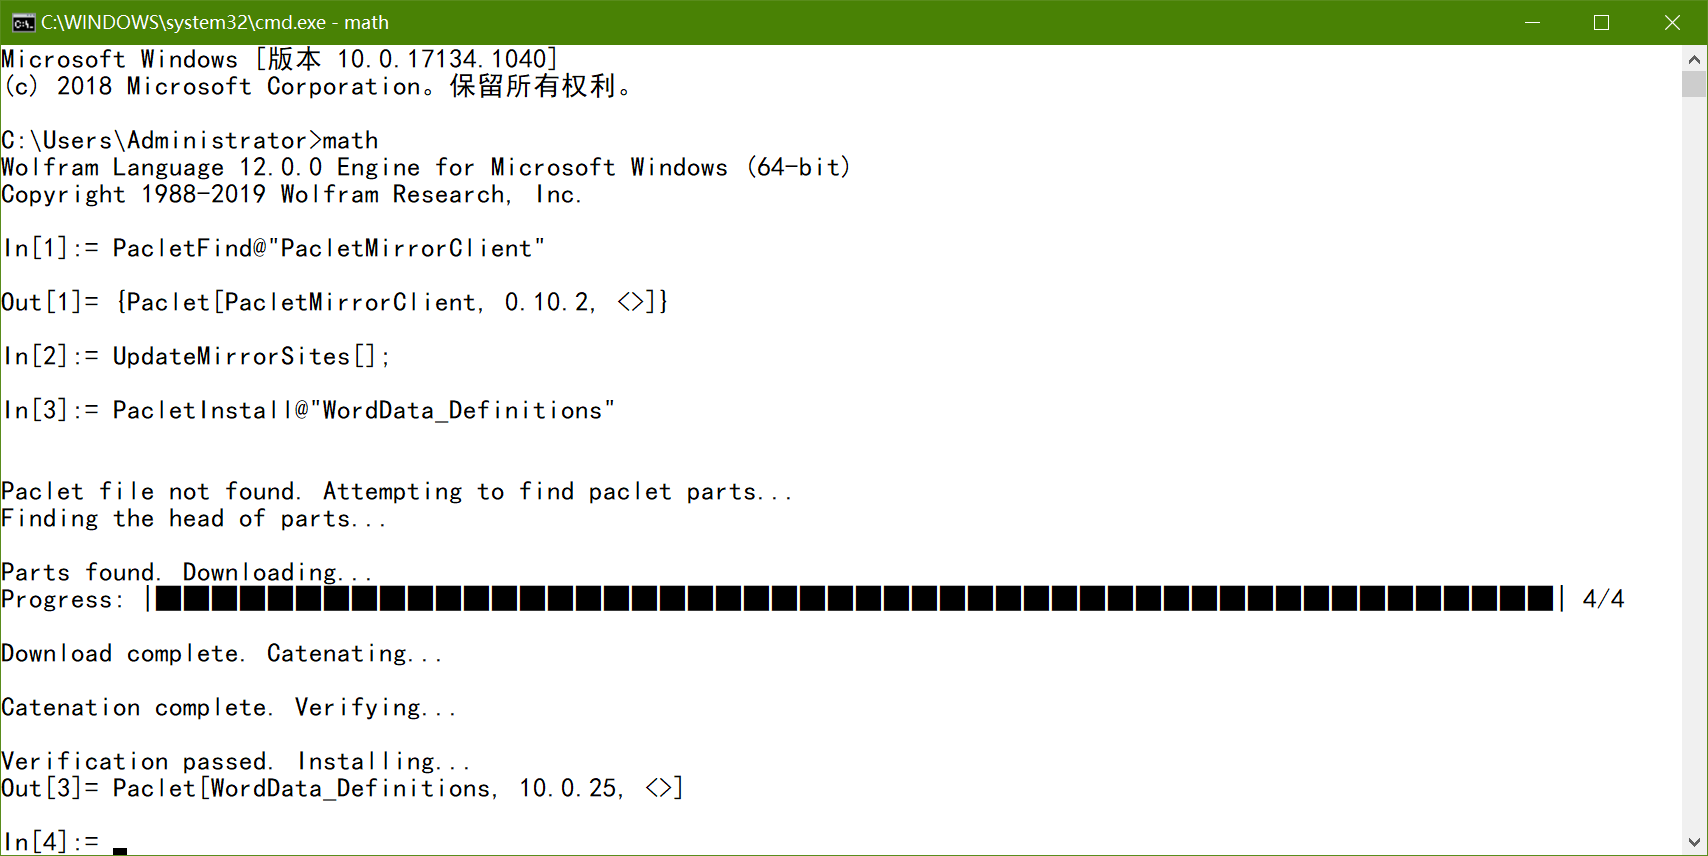 C:\WINDOWS\system32\cmd.exe - math
Microsoft Windows [版本 10.0.17134.1040]
(c) 2018 Microsoft Corporation。保留所有权利。
C:\Users\Administrator>math
Wolfram Language 12.0.0 Engine for Microsoft Windows (64-bit)
Copyright 1988-2019 Wolfram Research, Inc.
In[1]:= PacletFind@"PacletMirrorClient"
Out[1]= {Paclet[PacletMirrorClient, 0.10.2, <>]}
In[2]:= UpdateMirrorSites[];
In[3]:= PacletInstall@"WordData_Definitions"
Paclet file not found. Attempting to find paclet parts...
Finding the head of parts...
Parts found. Downloading...
Progress: |■■■■■■■■■■■■■■■■■■■■■■■■■■■■■■■■■■■■■■■■■■■■■■■■■■| 4/4
Download complete. Catenating...
Catenation complete. Verifying...
Verification passed. Installing...
Out[3]= Paclet[WordData_Definitions, 10.0.25, <>]
In[4]:= _